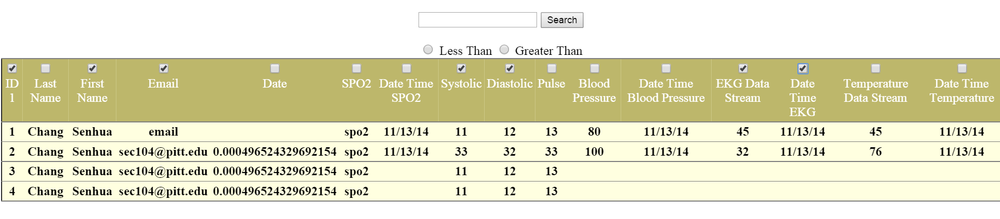 Search
Less Than Greater Than
ID 1 Last Name First Name Email Date SPO2 Date Time SPO2 Systolic Diastolic Pulse Blood Pressure Date Time Blood Pressure EKG Data Stream Date Time EKG Temperature Data Stream Date Time Temperature
1 Chang Senhua email spo2 11/13/14 11 12 13 80 11/13/14 45 11/13/14 45 11/13/14
2 Chang Senhua sec104@pitt.edu 0.000496524329692154 spo2 11/13/14 33 32 33 100 11/13/14 32 11/13/14 76 11/13/14
3 Chang Senhua sec104@pitt.edu 0.000496524329692154 spo2 11 12 13
4 Chang Senhua sec104@pitt.edu 0.000496524329692154 spo2 11 12 13